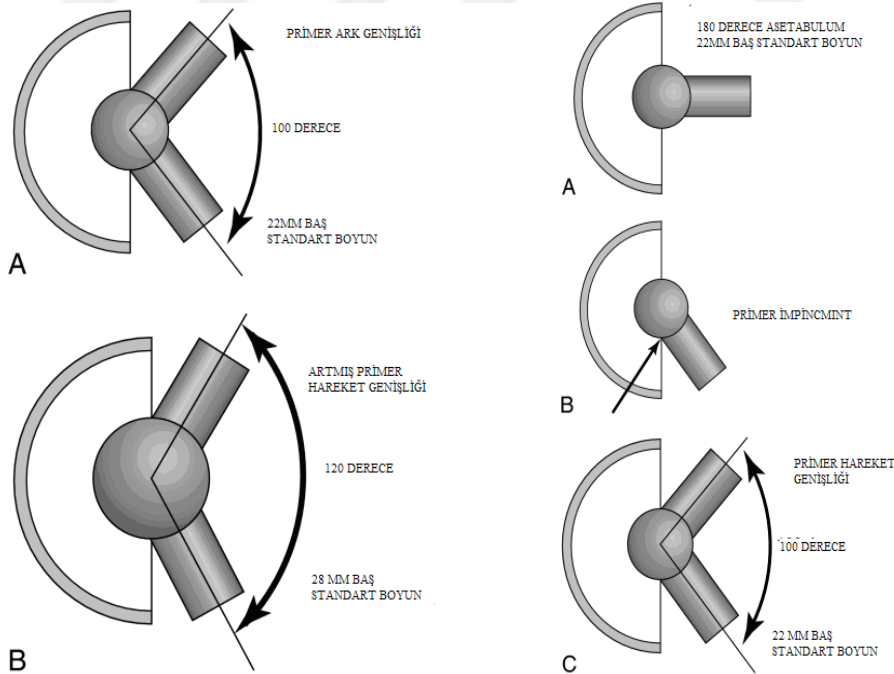 PRİMER ARK GENİŞLİĞİ
100 DERECE
22MM BAŞ
STANDART BOYUN
A
ARTMIŞ PRİMER
HAREKET GENİŞLİĞİ
120 DERECE
28 MM BAŞ
STANDART BOYUN
B
180 DERECE ASETABULUM
22MM BAŞ STANDART BOYUN
A
PRİMER İMPİNCMINT
B
PRİMER HAREKET
GENİŞLİĞİ
100 DERECE
22 MM BAŞ
STANDART BOYUN
C